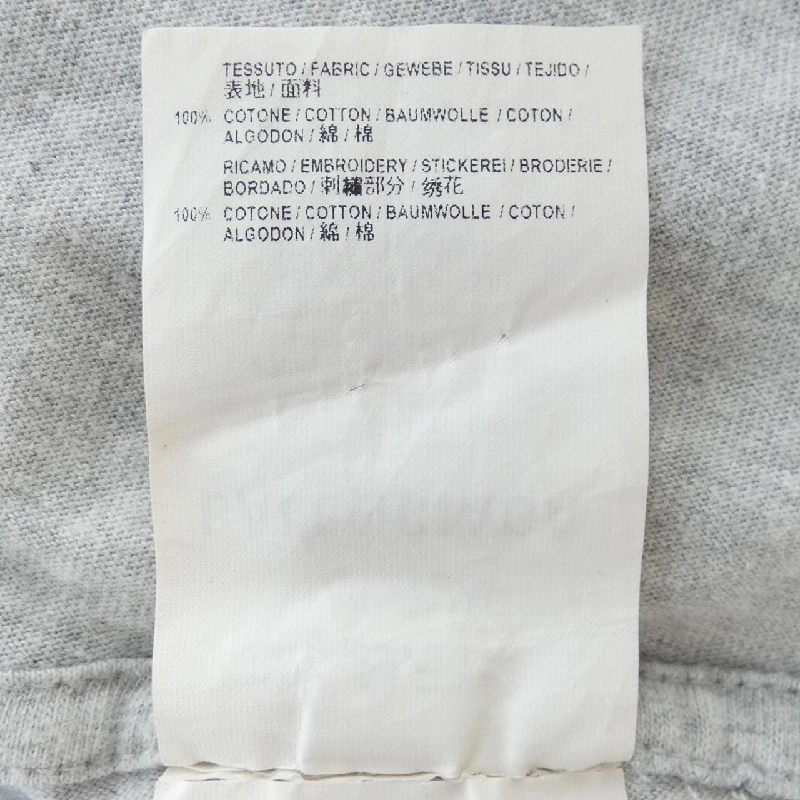 TESSUTO / FABRIC / GEWEBE / TISSU / TEJIDO /
表地 / 面料
100% COTONE / COTTON / BAUMWOLLE / COTON /
ALGODON / 綿 / 棉
RICAMO / EMBROIDERY / STICKEREI / BRODERIE /
BORDADO / 刺繍部分 / 绣花
100% COTONE / COTTON / BAUMWOLLE / COTON /
ALGODON / 綿 / 棉